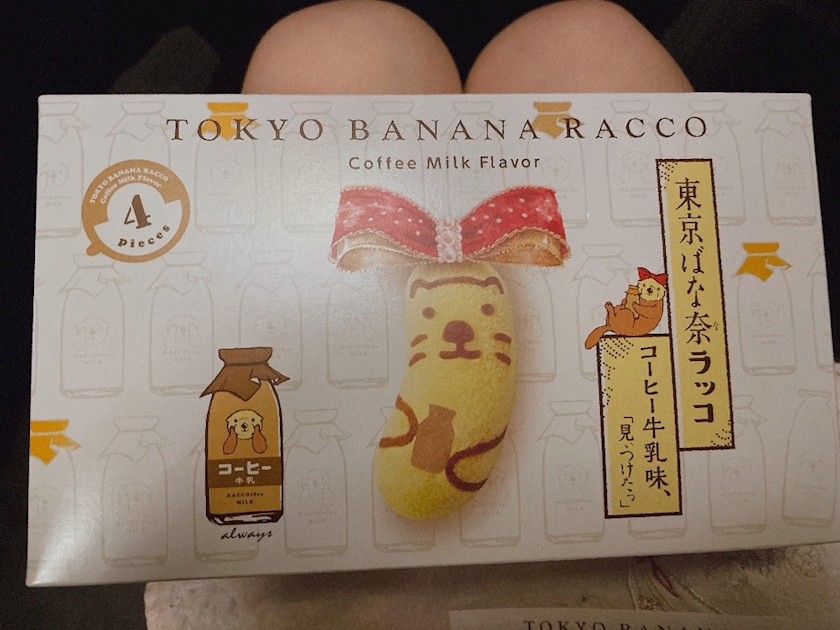 TOKYO BANANA RACCO
Coffee Milk Flavor
TOKYO BANANA RACCO
Coffee Milk Flavor
4
Pieces
東京ばな奈ラッコ
な
コーヒー牛乳味、
「見ぃつけたっ」
コーヒー
牛乳
RACCOffee
MILK
always
TOKYO BANANA